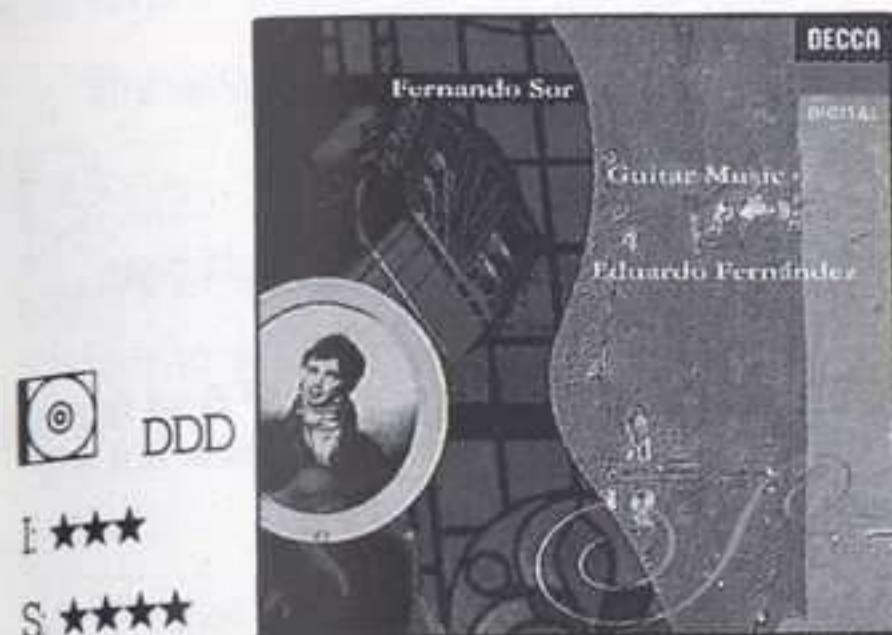 DECCA
Fernando Sor
DIGITAL
Guitar Music
Eduardo Fernández
DDD
I: ★★★
S: ★★★★